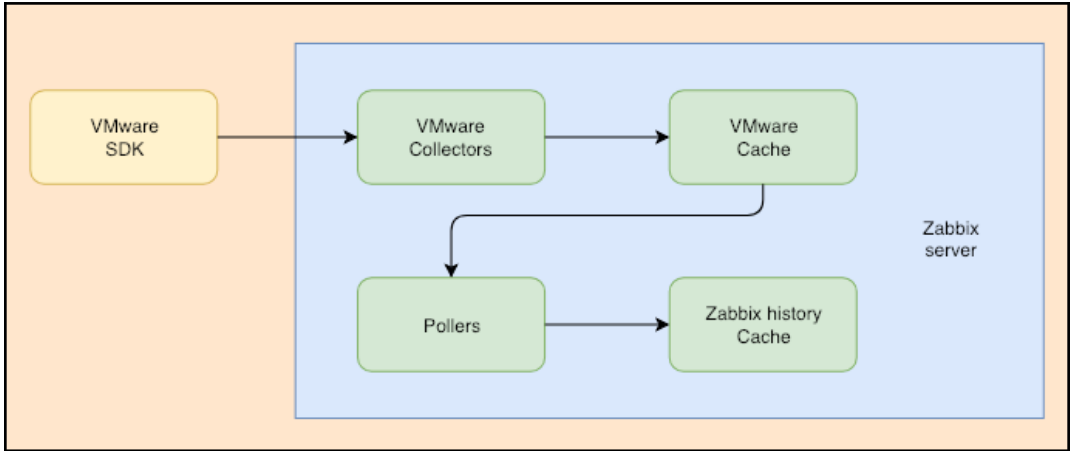 VMware
SDK
VMware
Collectors
VMware
Cache
Zabbix
server
Pollers
Zabbix history
Cache